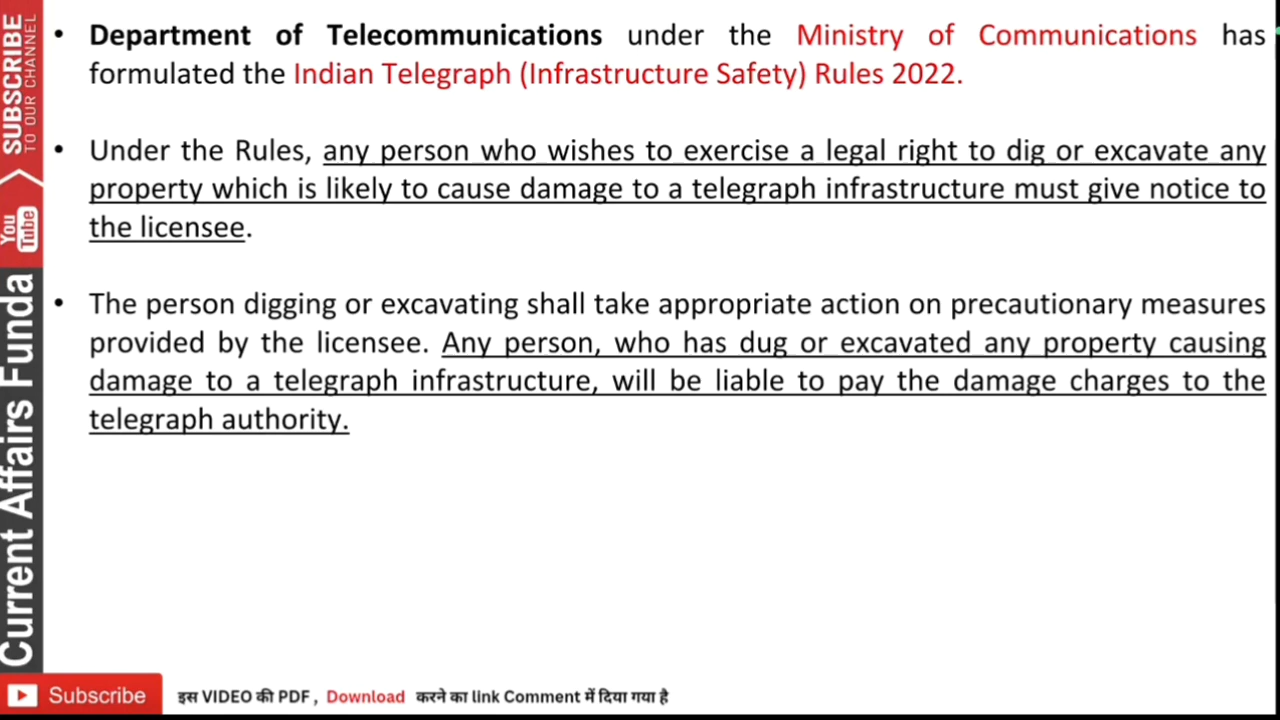 • Department of Telecommunications under the Ministry of Communications has
formulated the Indian Telegraph (Infrastructure Safety) Rules 2022.
• Under the Rules, any person who wishes to exercise a legal right to dig or excavate any
property which is likely to cause damage to a telegraph infrastructure must give notice to
the licensee.
• The person digging or excavating shall take appropriate action on precautionary measures
provided by the licensee. Any person, who has dug or excavated any property causing
damage to a telegraph infrastructure, will be liable to pay the damage charges to the
telegraph authority.
SUBSCRIBE
TO OUR CHANNEL
You
Tube
Current Affairs Funda
Subscribe
इस VIDEO की PDF , Download करने का link Comment में दिया गया है